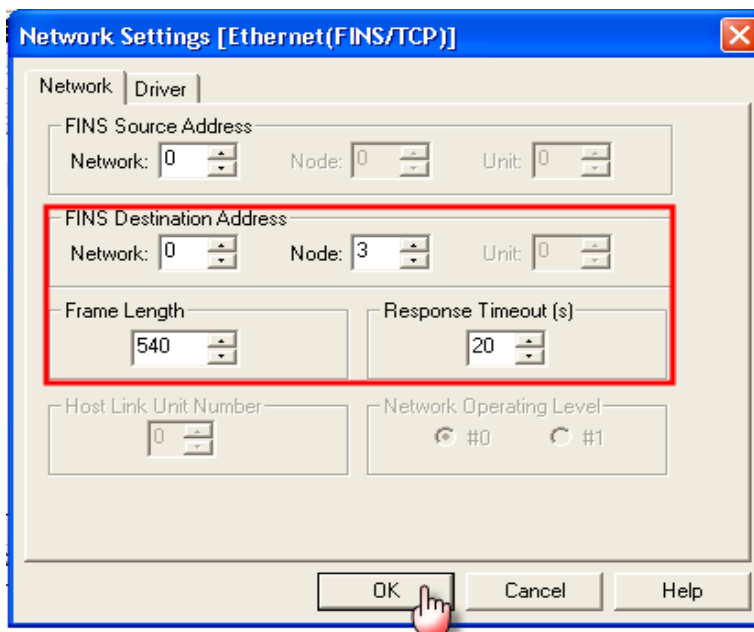 Network Settings [Ethernet(FINS/TCP)]
Network Driver
FINS Source Address
Network: 0 Node: 0 Unit: 0
FINS Destination Address
Network: 0 Node: 3 Unit: 0
Frame Length Response Timeout (s)
540 20
Host Link Unit Number Network Operating Level
0 #0 #1
OK Cancel Help